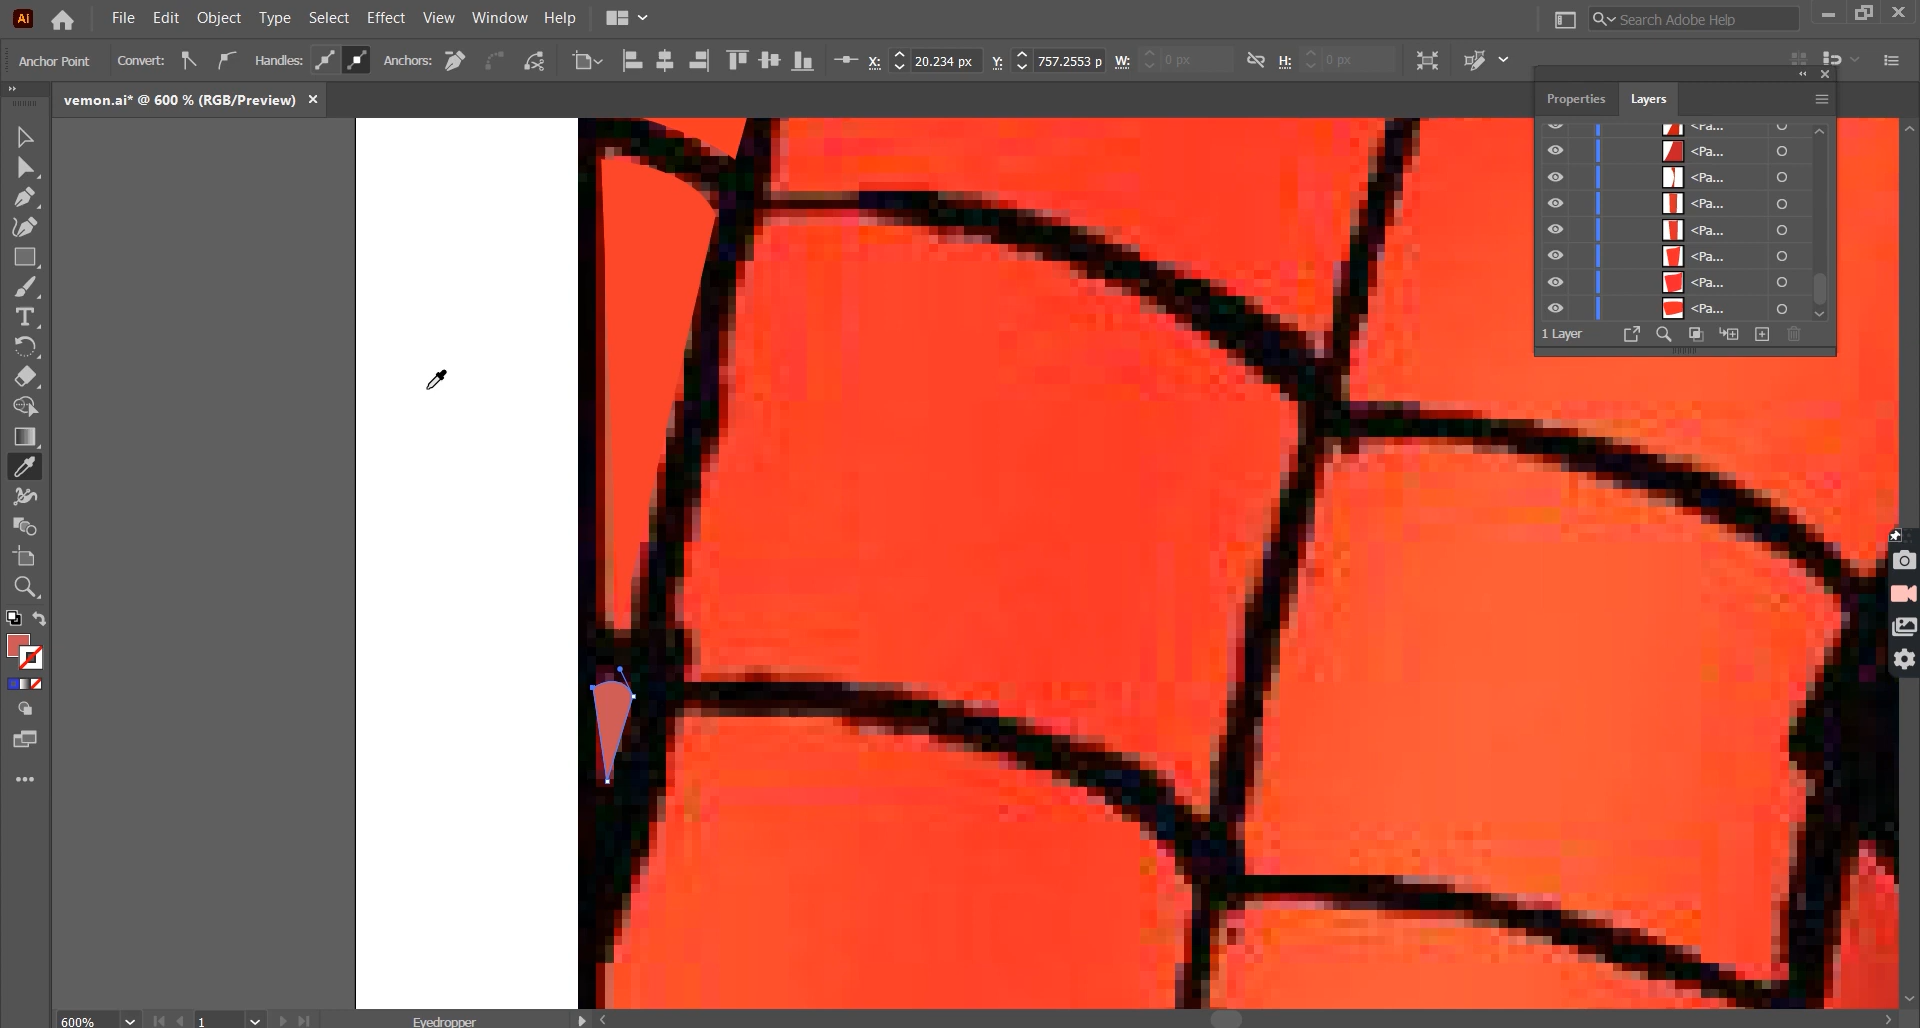 Ai File Edit Object Type Select Effect View Window Help Search Adobe Help
Anchor Point Convert: Handles: Anchors: X: 20.234 px Y: 757.2553 p W: 0 px H: 0 px
vemon.ai* @ 600 % (RGB/Preview) ×
Properties Layers
<Pa...
<Pa...
<Pa...
<Pa...
<Pa...
<Pa...
<Pa...
<Pa...
1 Layer
600% 1 Eyedropper